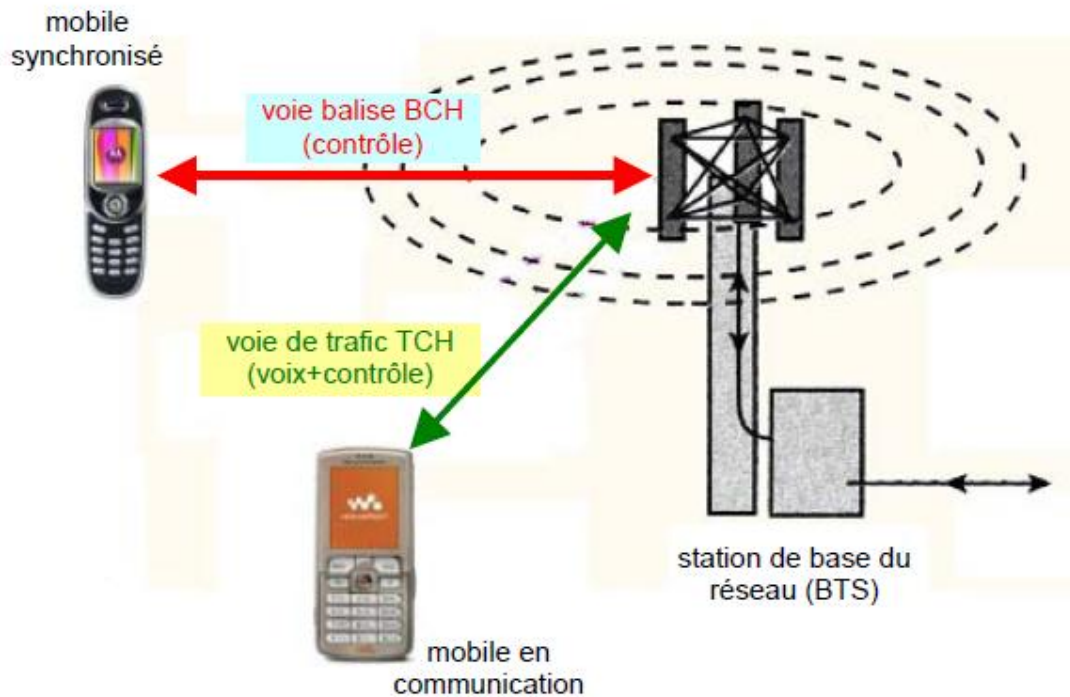 mobile
synchronisé
voie balise BCH
(contrôle)
voie de trafic TCH
(voix+contrôle)
station de base du
réseau (BTS)
mobile en
communication